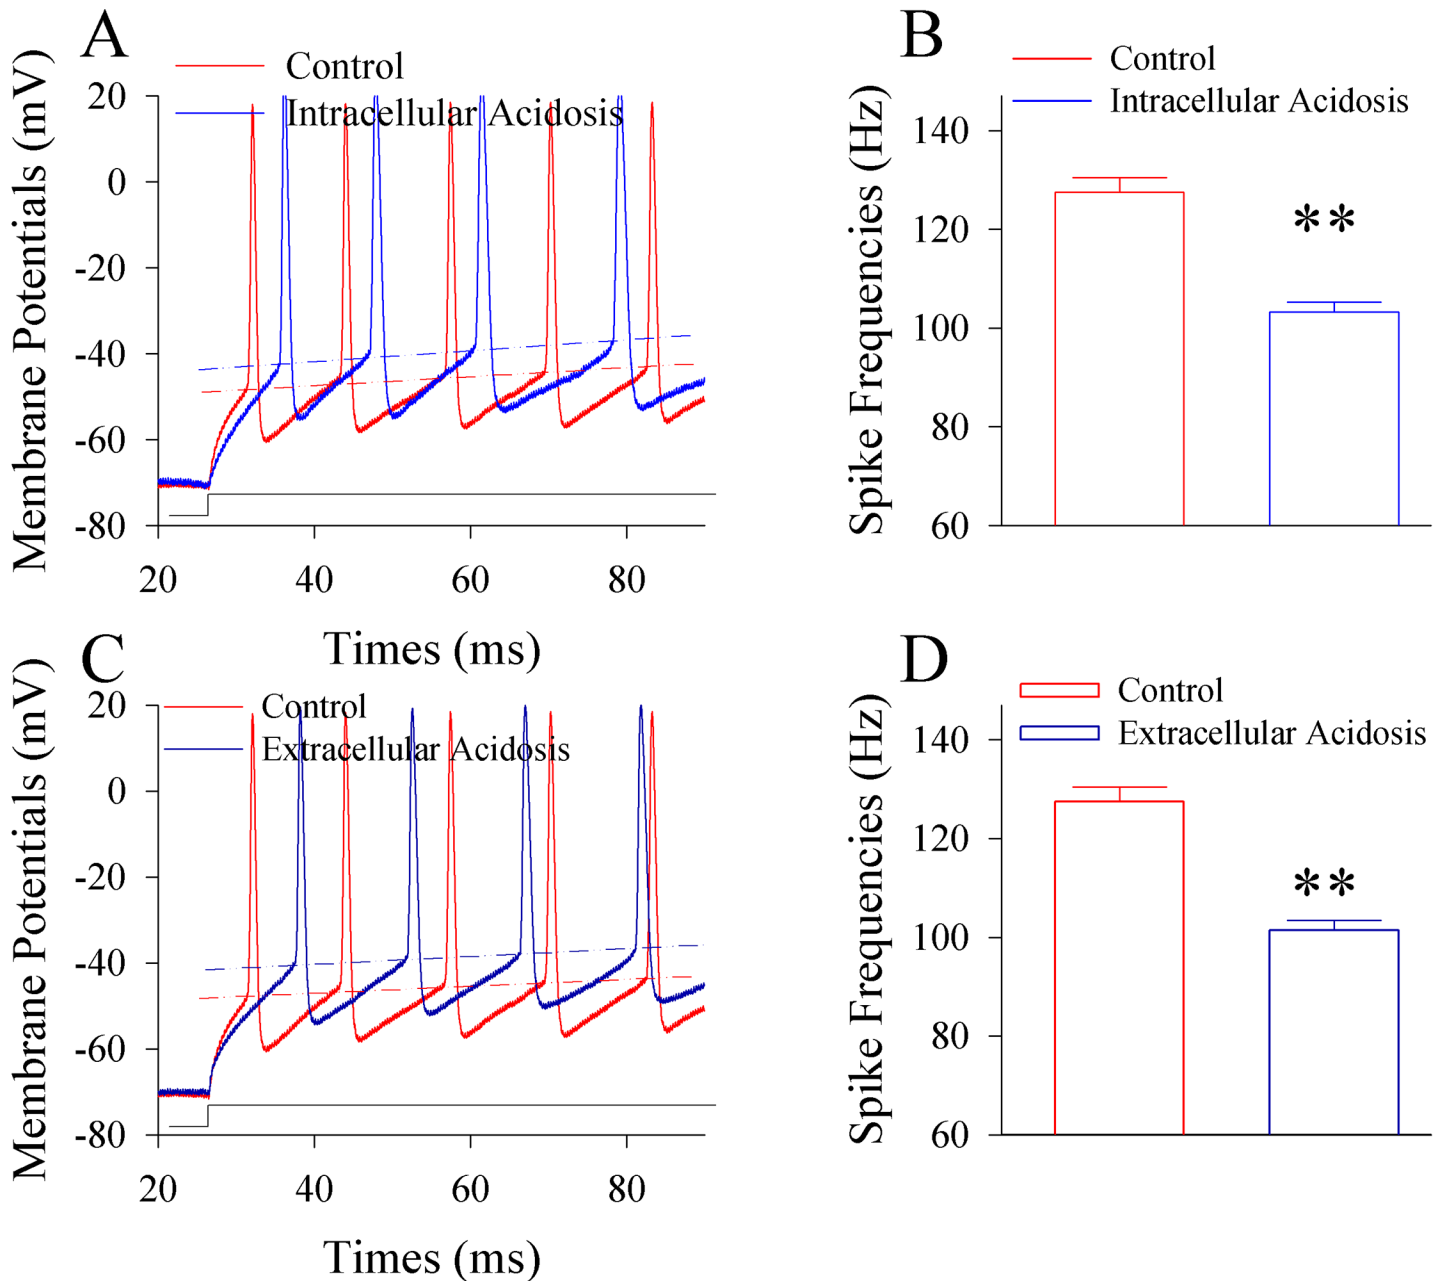 A
Control
Intracellular Acidosis
Membrane Potentials (mV)
20
0
-20
-40
-60
-80
20
40
60
80
Times (ms)
B
Control
Intracellular Acidosis
Spike Frequencies (Hz)
140
120
100
80
60
**
C
Control
Extracellular Acidosis
Membrane Potentials (mV)
20
0
-20
-40
-60
-80
20
40
60
80
Times (ms)
D
Control
Extracellular Acidosis
Spike Frequencies (Hz)
140
120
100
80
60
**